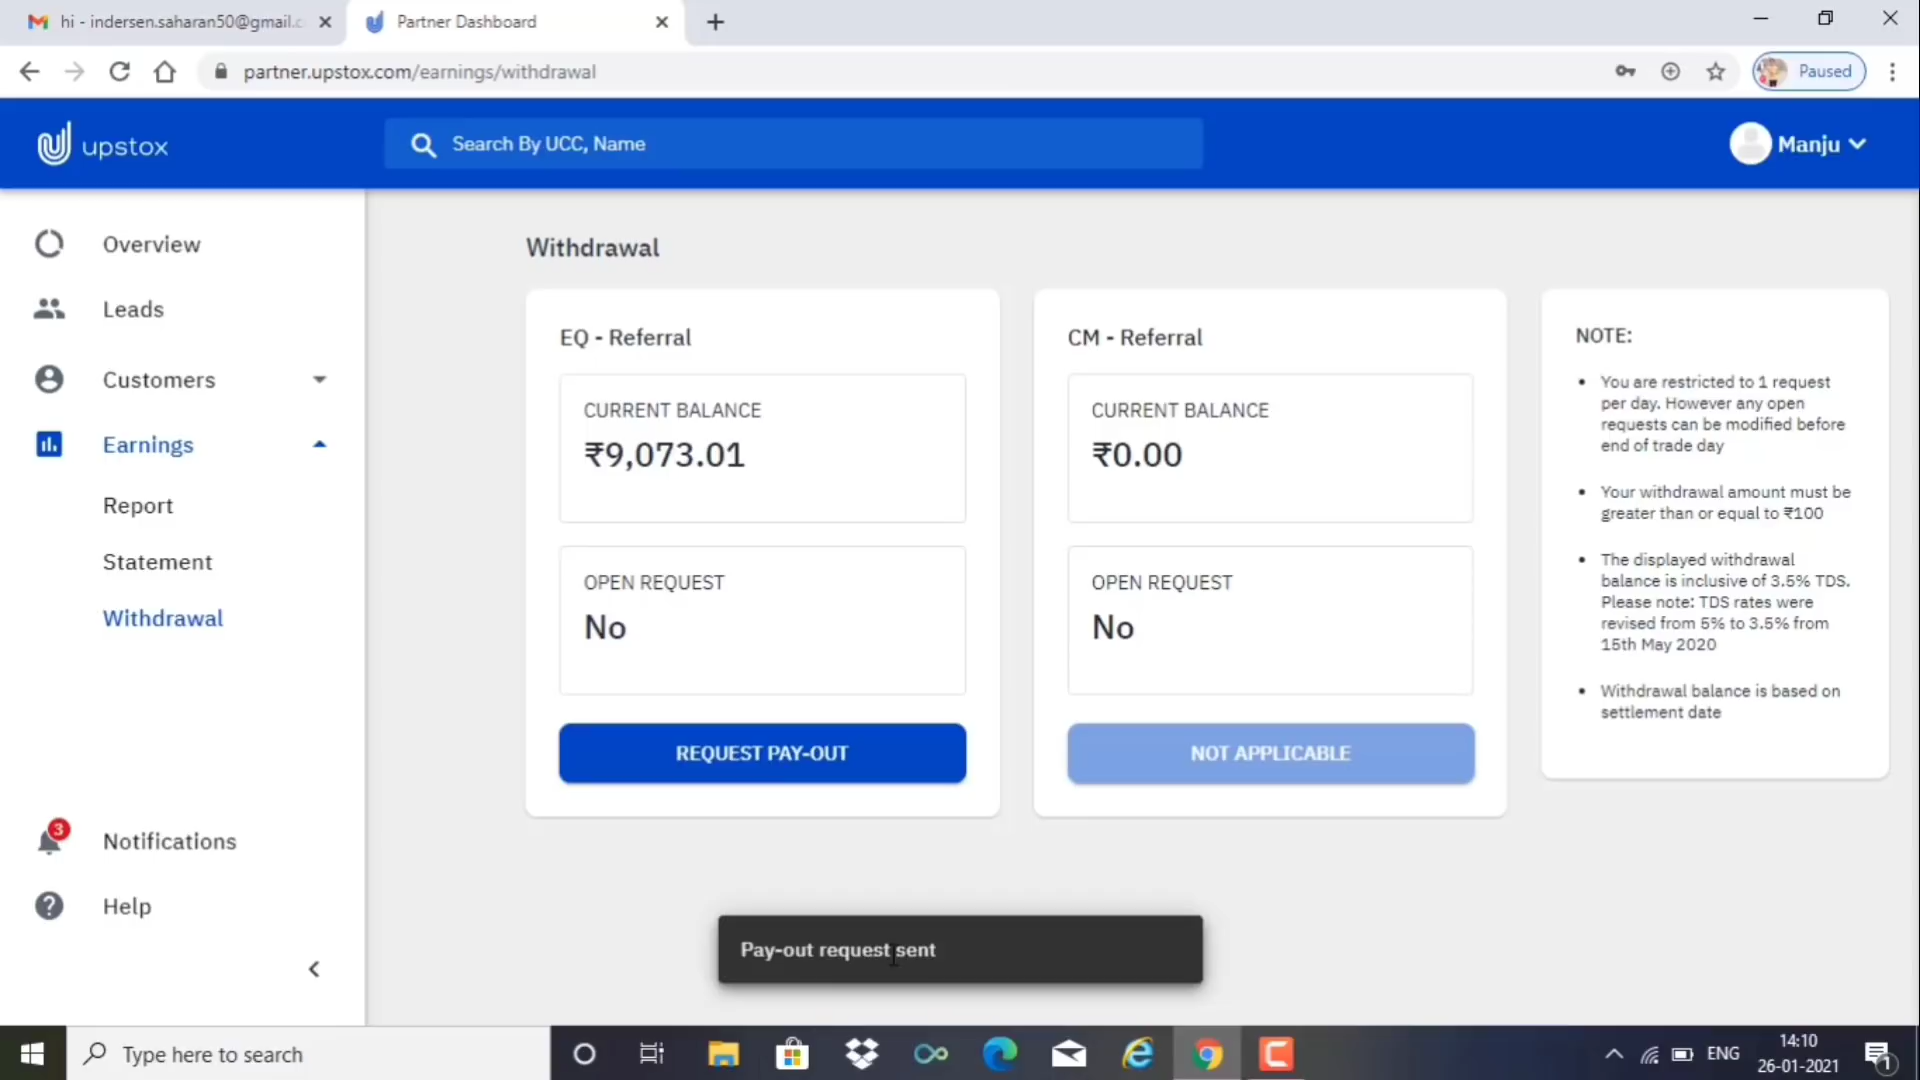 hi - indersen.saharan50@gmail.c
Partner Dashboard
partner.upstox.com/earnings/withdrawal
Paused
upstox
Search By UCC, Name
Manju
Overview
Leads
Customers
Earnings
Report
Statement
Withdrawal
Notifications
3
Help
Withdrawal
EQ - Referral
CURRENT BALANCE
₹9,073.01
OPEN REQUEST
No
REQUEST PAY-OUT
CM - Referral
CURRENT BALANCE
₹0.00
OPEN REQUEST
No
NOT APPLICABLE
NOTE:
• You are restricted to 1 request
per day. However any open
requests can be modified before
end of trade day
• Your withdrawal amount must be
greater than or equal to ₹100
• The displayed withdrawal
balance is inclusive of 3.5% TDS.
Please note: TDS rates were
revised from 5% to 3.5% from
15th May 2020
• Withdrawal balance is based on
settlement date
Pay-out request sent
Type here to search
ENG
14:10
26-01-2021
1